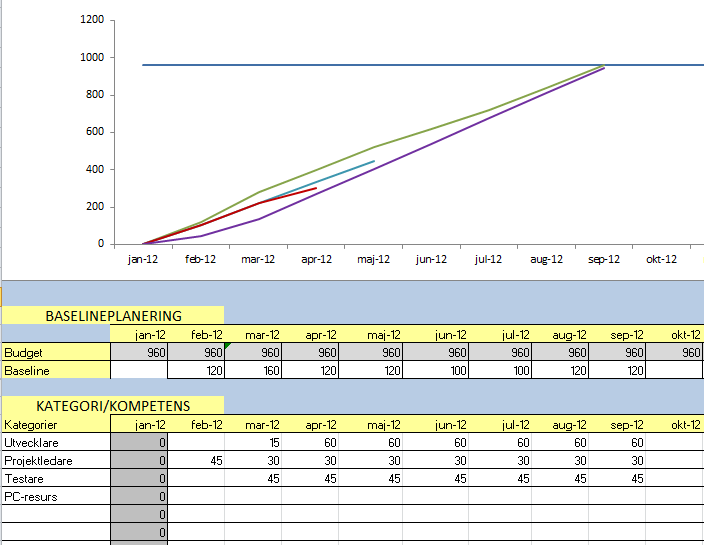 1200
1000
800
600
400
200
0
jan-12 feb-12 mar-12 apr-12 maj-12 jun-12 jul-12 aug-12 sep-12 okt-12
BASELINEPLANERING
jan-12 feb-12 mar-12 apr-12 maj-12 jun-12 jul-12 aug-12 sep-12 okt-12
Budget 960 960 960 960 960 960 960 960 960 960
Baseline 120 160 120 120 100 100 120 120
KATEGORI/KOMPETENS
Kategorier jan-12 feb-12 mar-12 apr-12 maj-12 jun-12 jul-12 aug-12 sep-12 okt-12
Utvecklare 0 15 60 60 60 60 60 60
Projektledare 0 45 30 30 30 30 30 30 30
Testare 0 45 45 45 45 45 45 45
PC-resurs 0
0
0